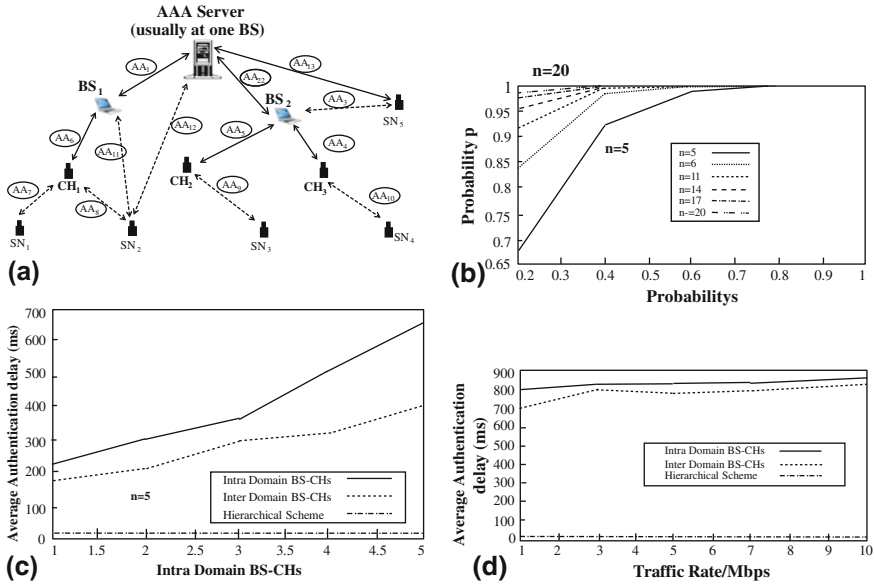 AAA Server
(usually at one BS)
AA1
AA22
AA13
BS1
BS2
AA3
SN5
AA12
AA6
AA11
AA5
AA4
CH1
CH2
CH3
AA7
AA8
AA9
AA10
SN1
SN2
SN3
SN4
(a)
n=20
Probability p
1
0.95
0.9
0.85
0.8
0.75
0.7
0.65
n=5
n=5
n=6
n=11
n=14
n=17
n-=20
0.2
0.3
0.4
0.5
0.6
0.7
0.8
0.9
1
Probabilitys
(b)
Average Authentication delay (ms)
700
600
500
400
300
200
100
0
n=5
Intra Domain BS-CHs
Inter Domain BS-CHs
Hierarchical Scheme
1
1.5
2
2.5
3
3.5
4
4.5
5
Intra Domain BS-CHs
(c)
Average Authentication
delay (ms)
900
800
700
600
500
400
300
200
100
0
Intra Domain BS-CHs
Inter Domain BS-CHs
Hierarchical Scheme
1
2
3
4
5
6
7
8
9
10
Traffic Rate/Mbps
(d)